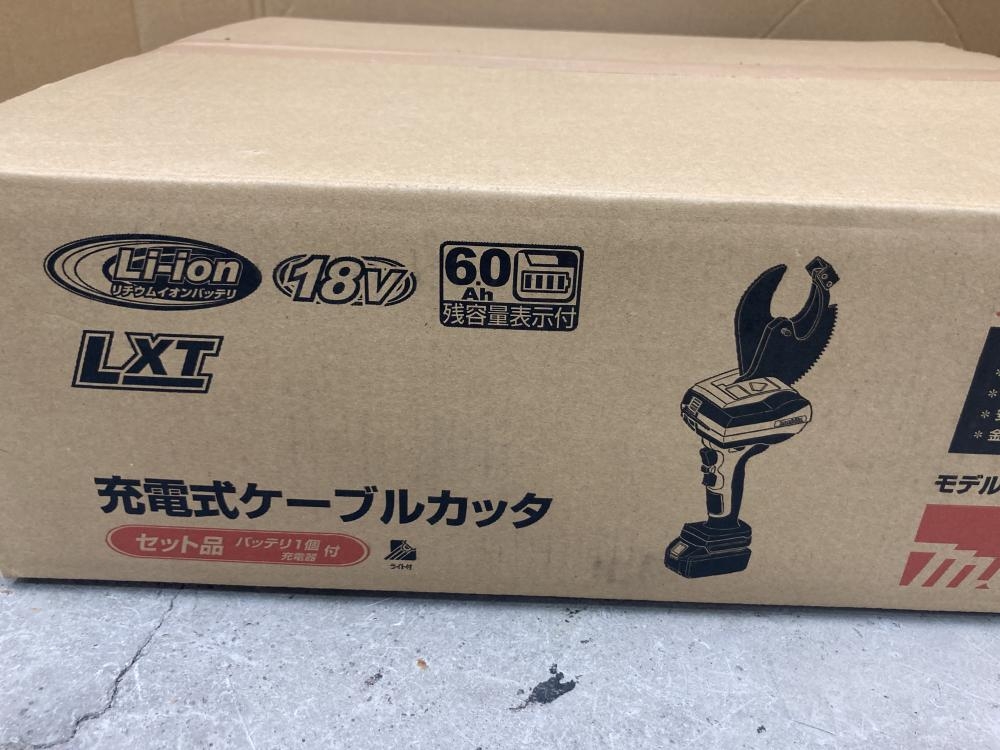 Li-ion
リチウムイオンバッテリ
18V
6.0
Ah
残容量表示付
LXT
makita
充電式ケーブルカッタ
セット品 バッテリ1個 付
充電器
ライト付
モデル